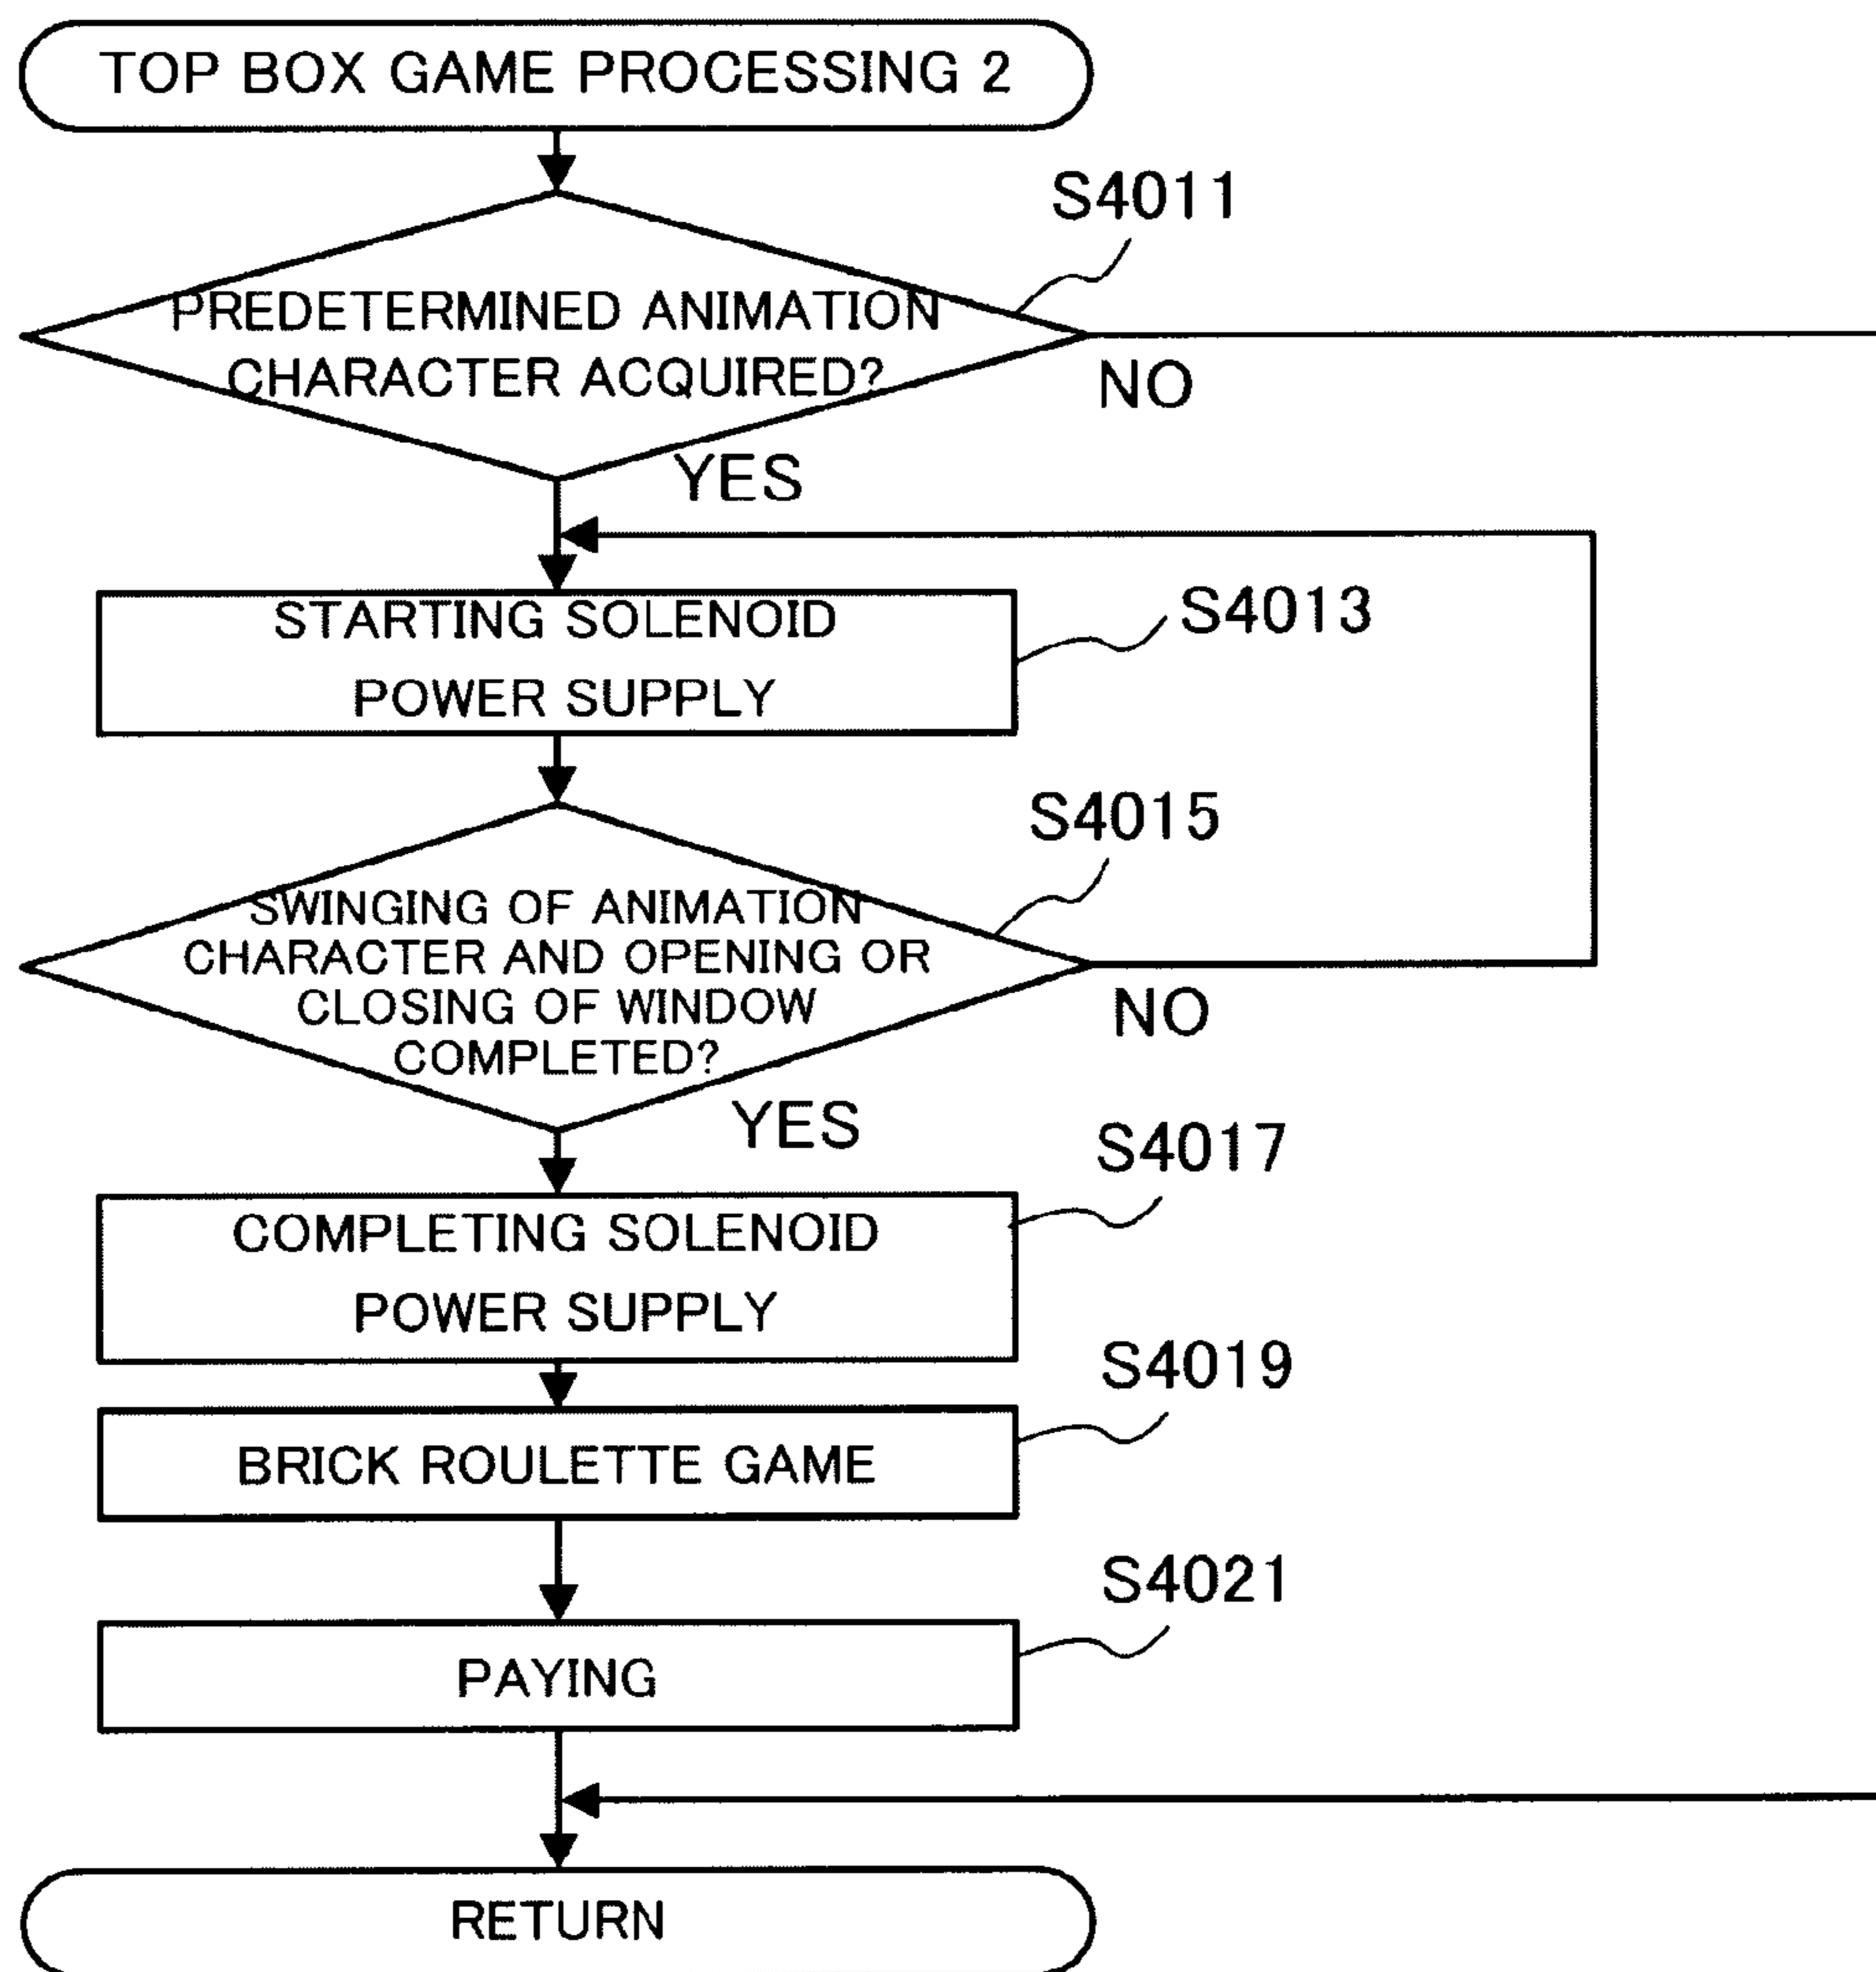 TOP BOX GAME PROCESSING 2
S4011
PREDETERMINED ANIMATION
CHARACTER ACQUIRED?
NO
YES
STARTING SOLENOID
POWER SUPPLY
S4013
S4015
SWINGING OF ANIMATION
CHARACTER AND OPENING OR
CLOSING OF WINDOW
COMPLETED?
NO
YES
S4017
COMPLETING SOLENOID
POWER SUPPLY
S4019
BRICK ROULETTE GAME
S4021
PAYING
RETURN